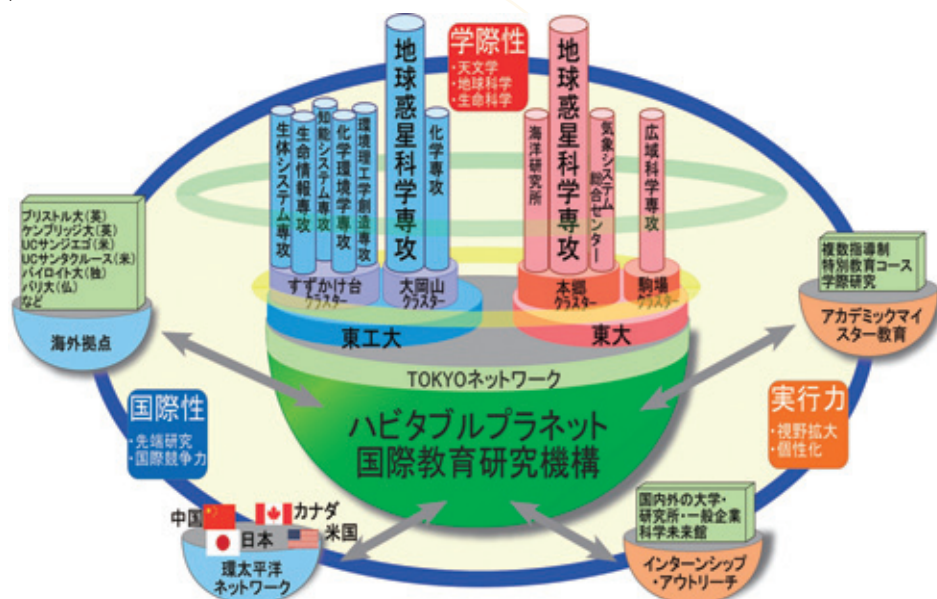 学際性
・天文学
・地球科学
・生命科学
生体システム専攻
生命情報専攻
知能システム専攻
化学環境学専攻
環境理工学創造専攻
地球惑星科学専攻
化学専攻
海洋研究所
地球惑星科学専攻
気象システム
総合センター
広域科学専攻
すずかけ台
クラスター
大岡山
クラスター
本郷
クラスター
駒場
クラスター
東工大
東大
TOKYOネットワーク
ハビタブルプラネット
国際教育研究機構
ブリストル大(英)
ケンブリッジ大(英)
UCサンジエゴ(米)
UCサンタクルース(米)
バイロイト大(独)
パリ大(仏)
など
海外拠点
複数指導制
特別教育コース
学際研究
アカデミックマイ
スター教育
国際性
・先端研究
・国際競争力
実行力
・視野拡大
・個性化
中国
カナダ
日本
米国
環太平洋
ネットワーク
国内外の大学・
研究所・一般企業
科学未来館
インターンシップ
・アウトリーチ